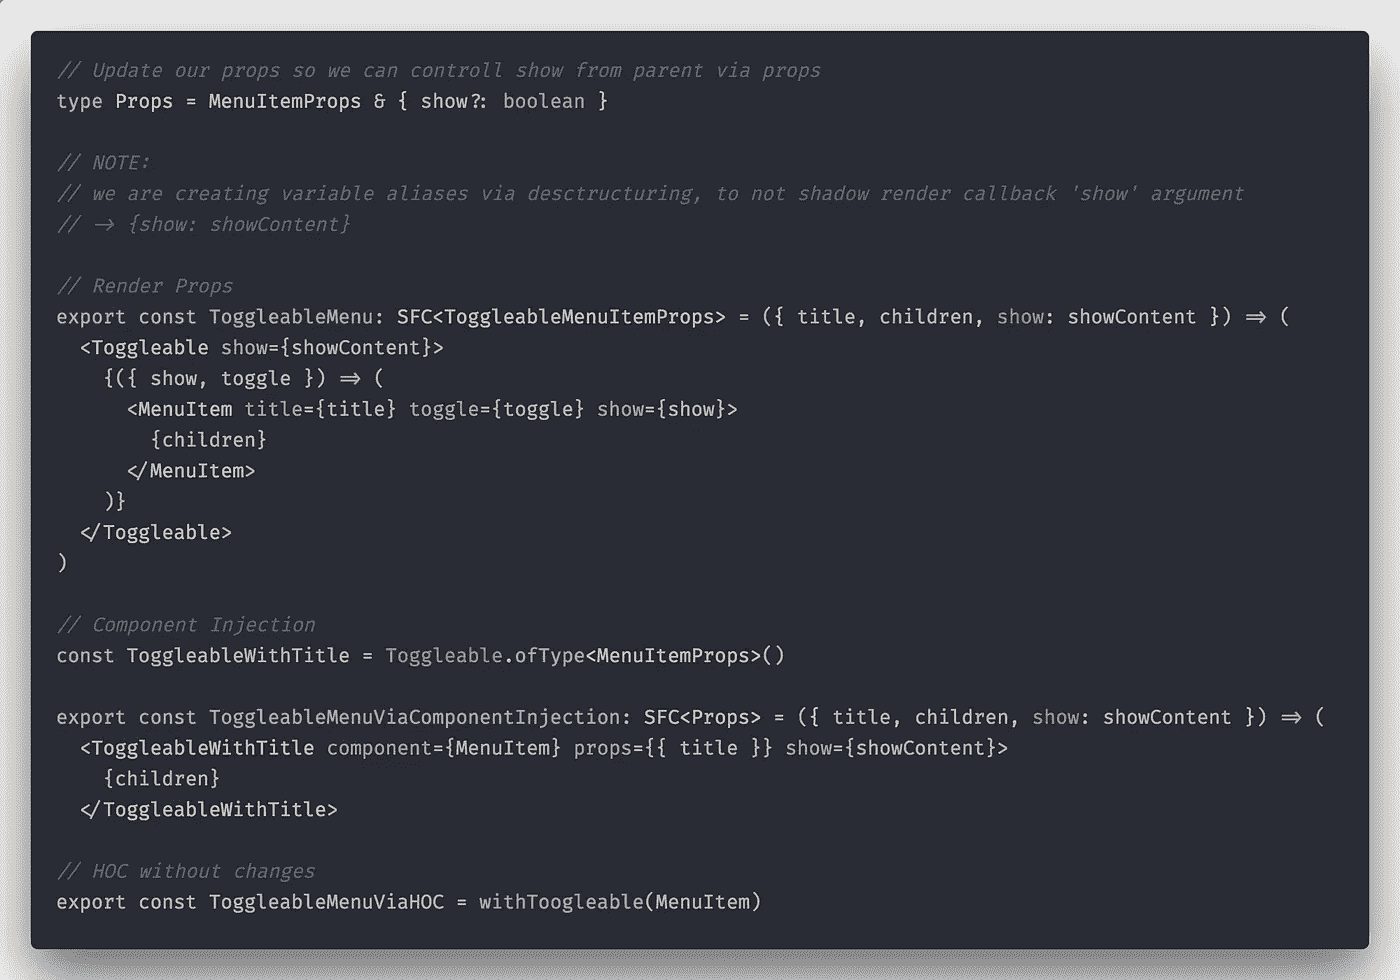 // Update our props so we can controll show from parent via props
type Props = MenuItemProps & { show?: boolean }
// NOTE:
// we are creating variable aliases via desctructuring, to not shadow render callback 'show' argument
// -> {show: showContent}
// Render Props
export const ToggleableMenu: SFC<ToggleableMenuItemProps> = ({ title, children, show: showContent }) => (
  <Toggleable show={showContent}>
    {({ show, toggle }) => (
      <MenuItem title={title} toggle={toggle} show={show}>
        {children}
      </MenuItem>
    )}
  </Toggleable>
)
// Component Injection
const ToggleableWithTitle = Toggleable.ofType<MenuItemProps>()
export const ToggleableMenuViaComponentInjection: SFC<Props> = ({ title, children, show: showContent }) => (
  <ToggleableWithTitle component={MenuItem} props={{ title }} show={showContent}>
    {children}
  </ToggleableWithTitle>
// HOC without changes
export const ToggleableMenuViaHOC = withToogleable(MenuItem)